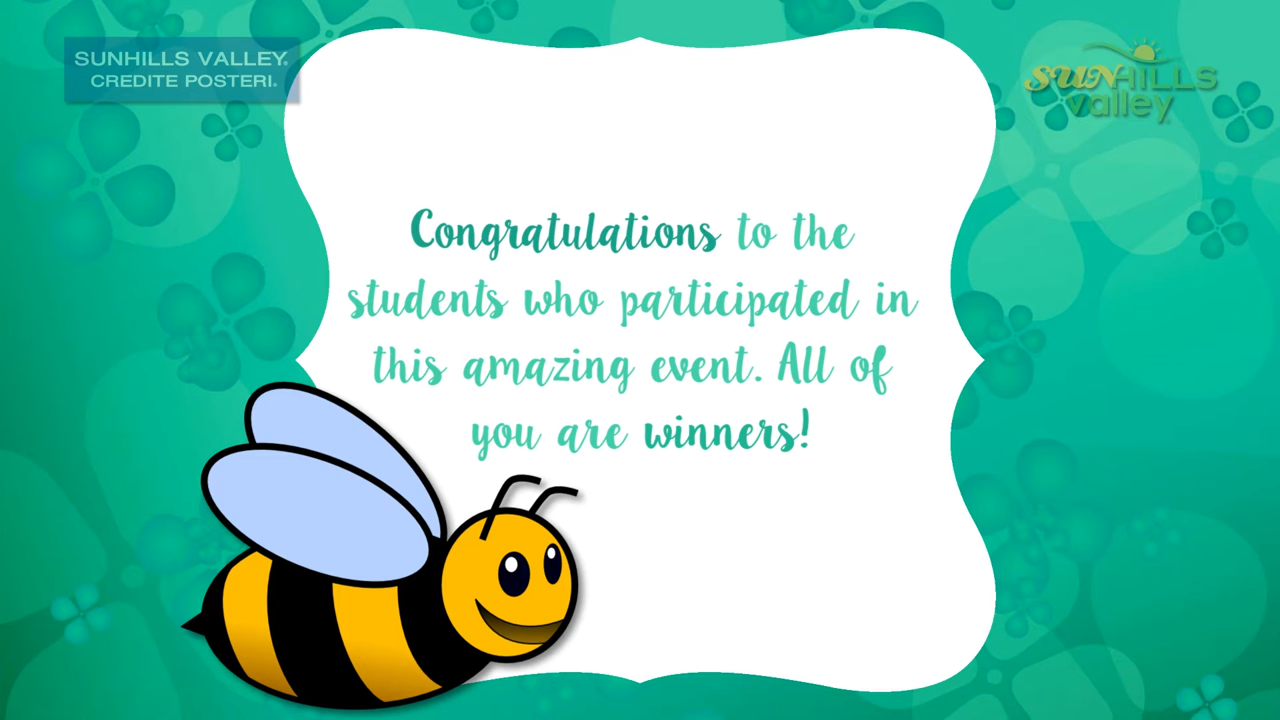 SUNHILLS VALLEY®
CREDITE POSTERI®
SUNHILLS
valley
Congratulations to the
students who participated in
this amazing event. All of
you are winners!